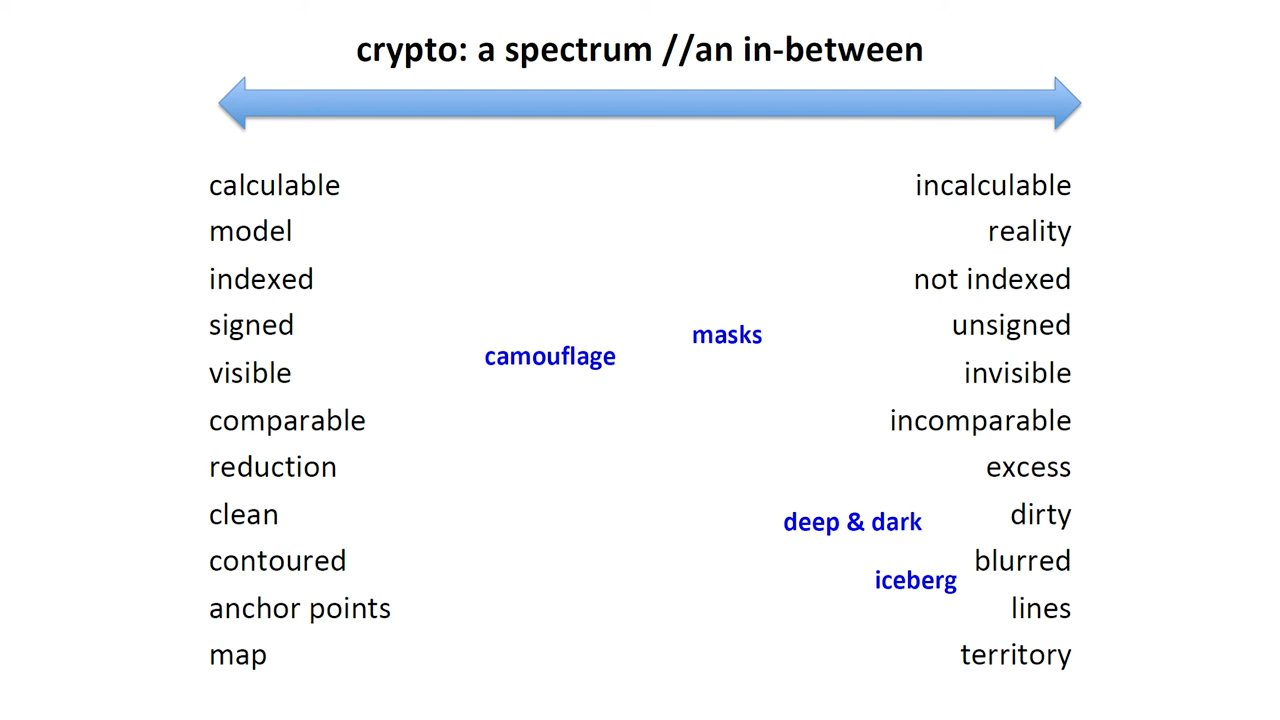 crypto: a spectrum //an in-between
calculable incalculable
model reality
indexed not indexed
signed unsigned
masks
camouflage
visible invisible
comparable incomparable
reduction excess
clean dirty
deep & dark
contoured blurred
iceberg
anchor points lines
map territory